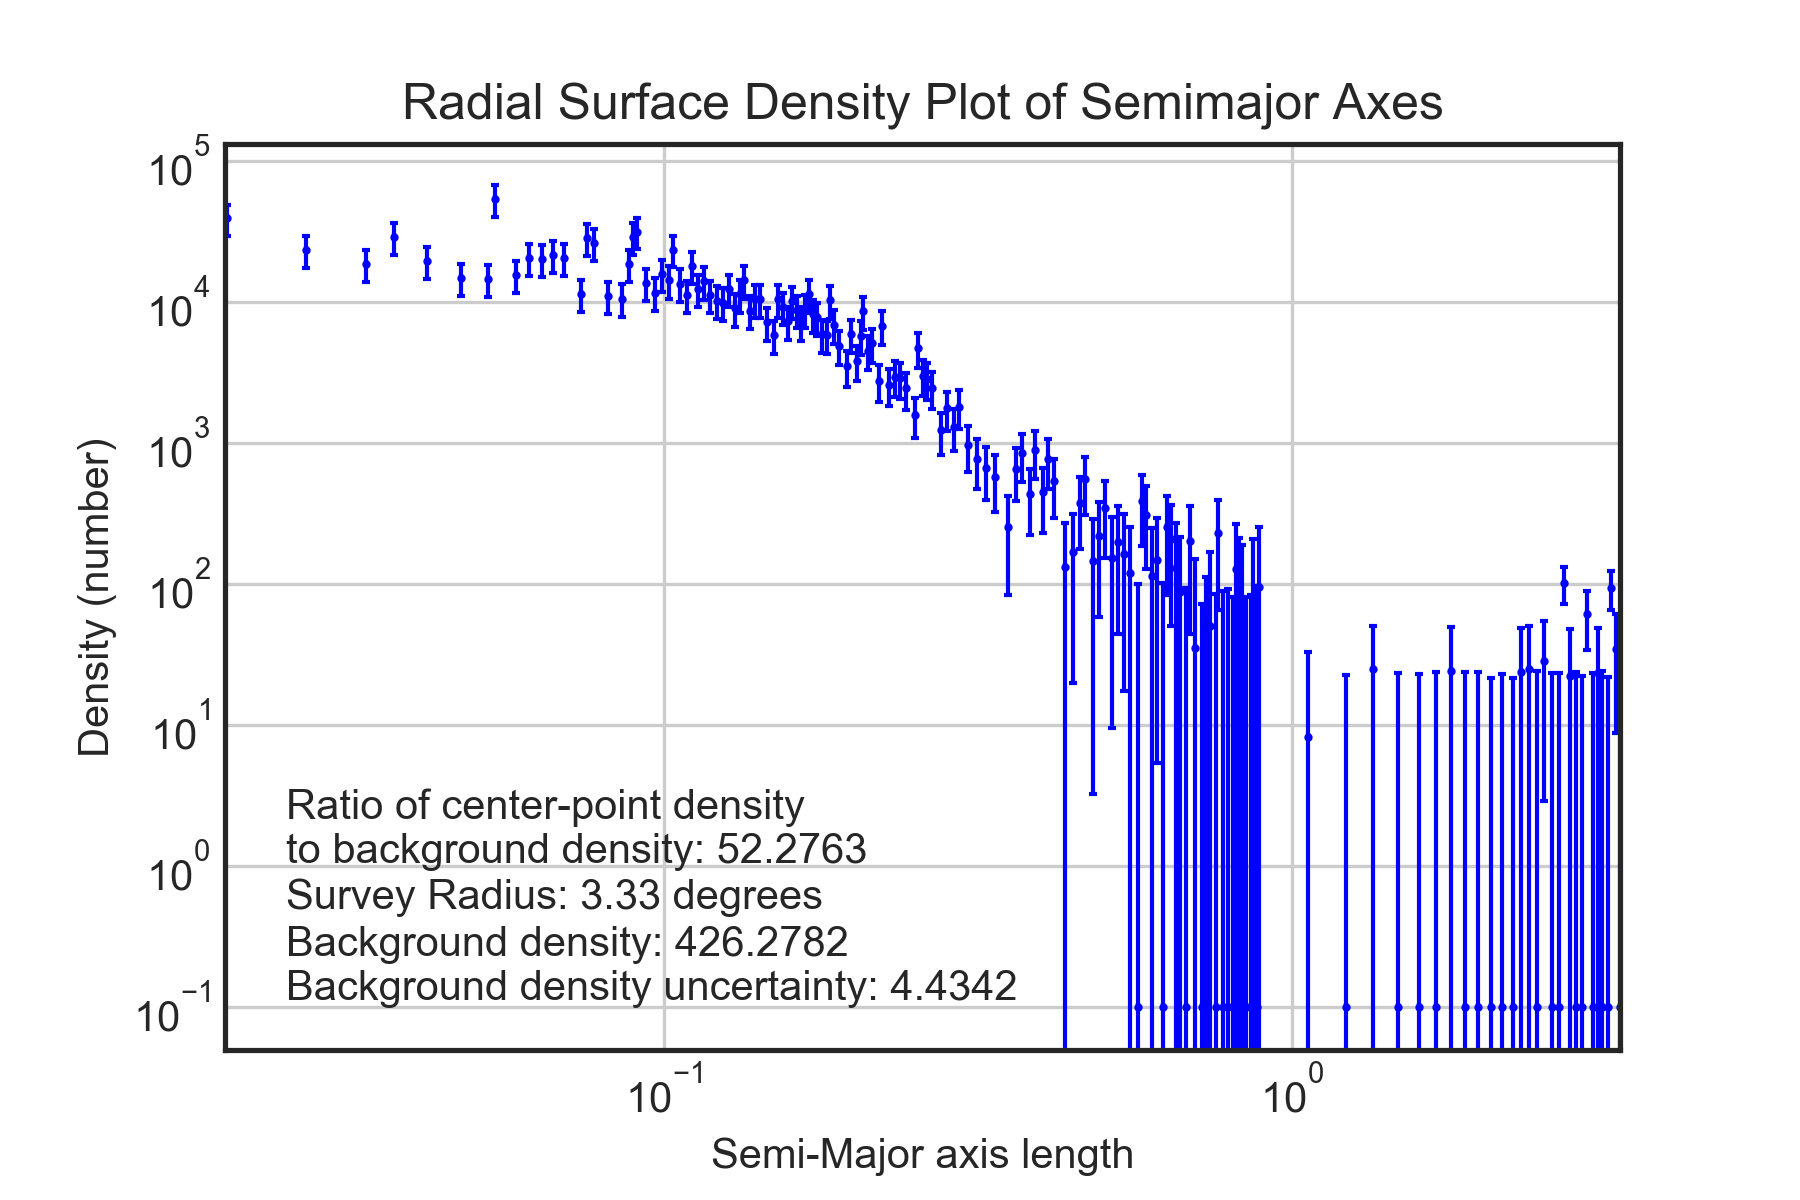 Radial Surface Density Plot of Semimajor Axes
10^5
10^4
10^3
10^2
10^1
10^0
10^−1
Density (number)
Ratio of center-point density
to background density: 52.2763
Survey Radius: 3.33 degrees
Background density: 426.2782
Background density uncertainty: 4.4342
10^−1 10^0
Semi-Major axis length